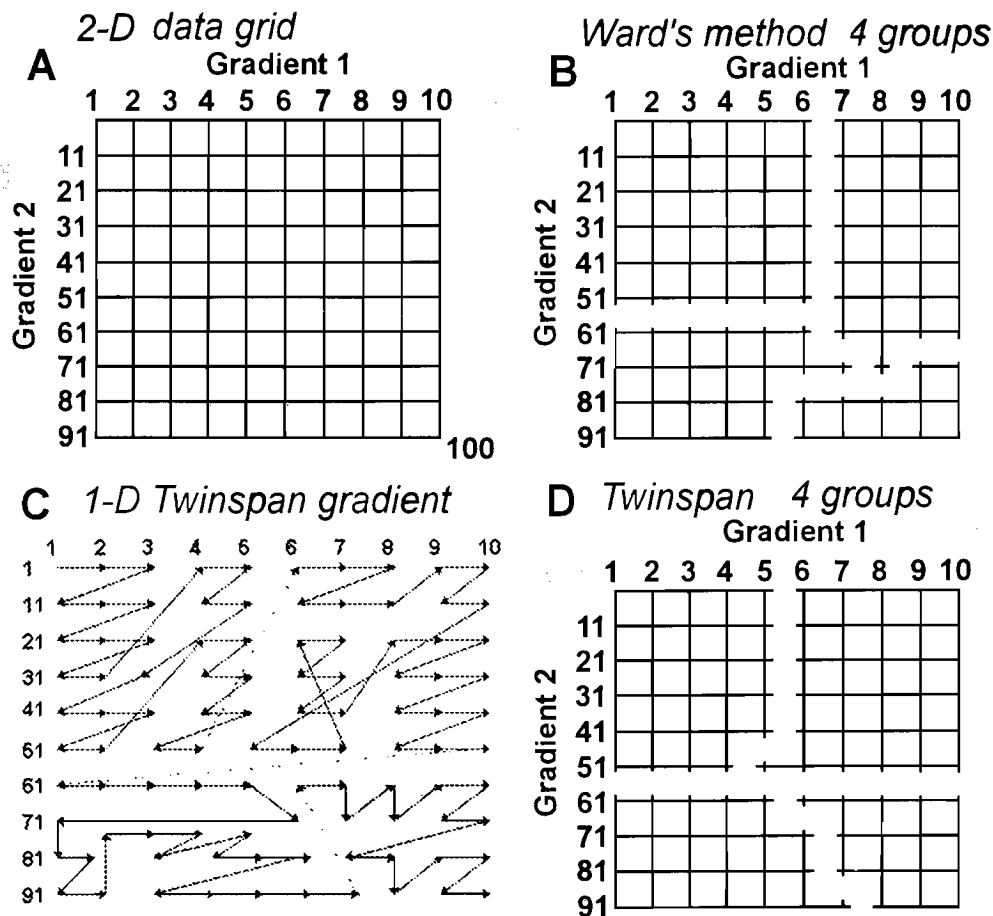 2-D data grid
A
Gradient 1
1 2 3 4 5 6 7 8 9 10
11
21
31
41
51
61
71
81
91
100
Gradient 2
Ward's method 4 groups
B
Gradient 1
1 2 3 4 5 6 7 8 9 10
11
21
31
41
51
61
71
81
91
Gradient 2
C 1-D Twinspan gradient
1 2 3 4 5 6 7 8 9 10
1
11
21
31
41
51
61
71
81
91
D Twinspan 4 groups
Gradient 1
1 2 3 4 5 6 7 8 9 10
11
21
31
41
51
61
71
81
91
Gradient 2